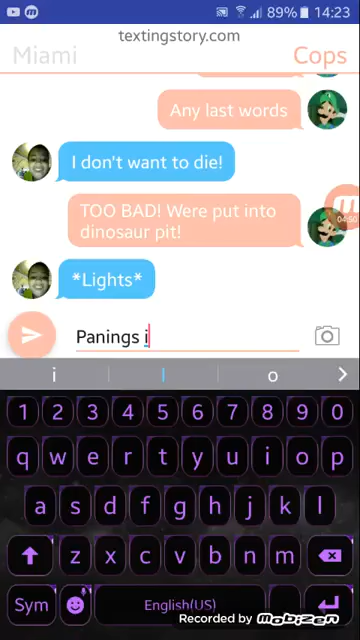 89% 14:23
textingstory.com
Miami Cops
Any last words
I don't want to die!
TOO BAD! Were put into
dinosaur pit!
04:50
*Lights*
Panings i
i I o
1 2 3 4 5 6 7 8 9 0
q w e r t y u i o p
a s d f g h j k l
z x c v b n m
Sym English(US)
Recorded by Mobizen